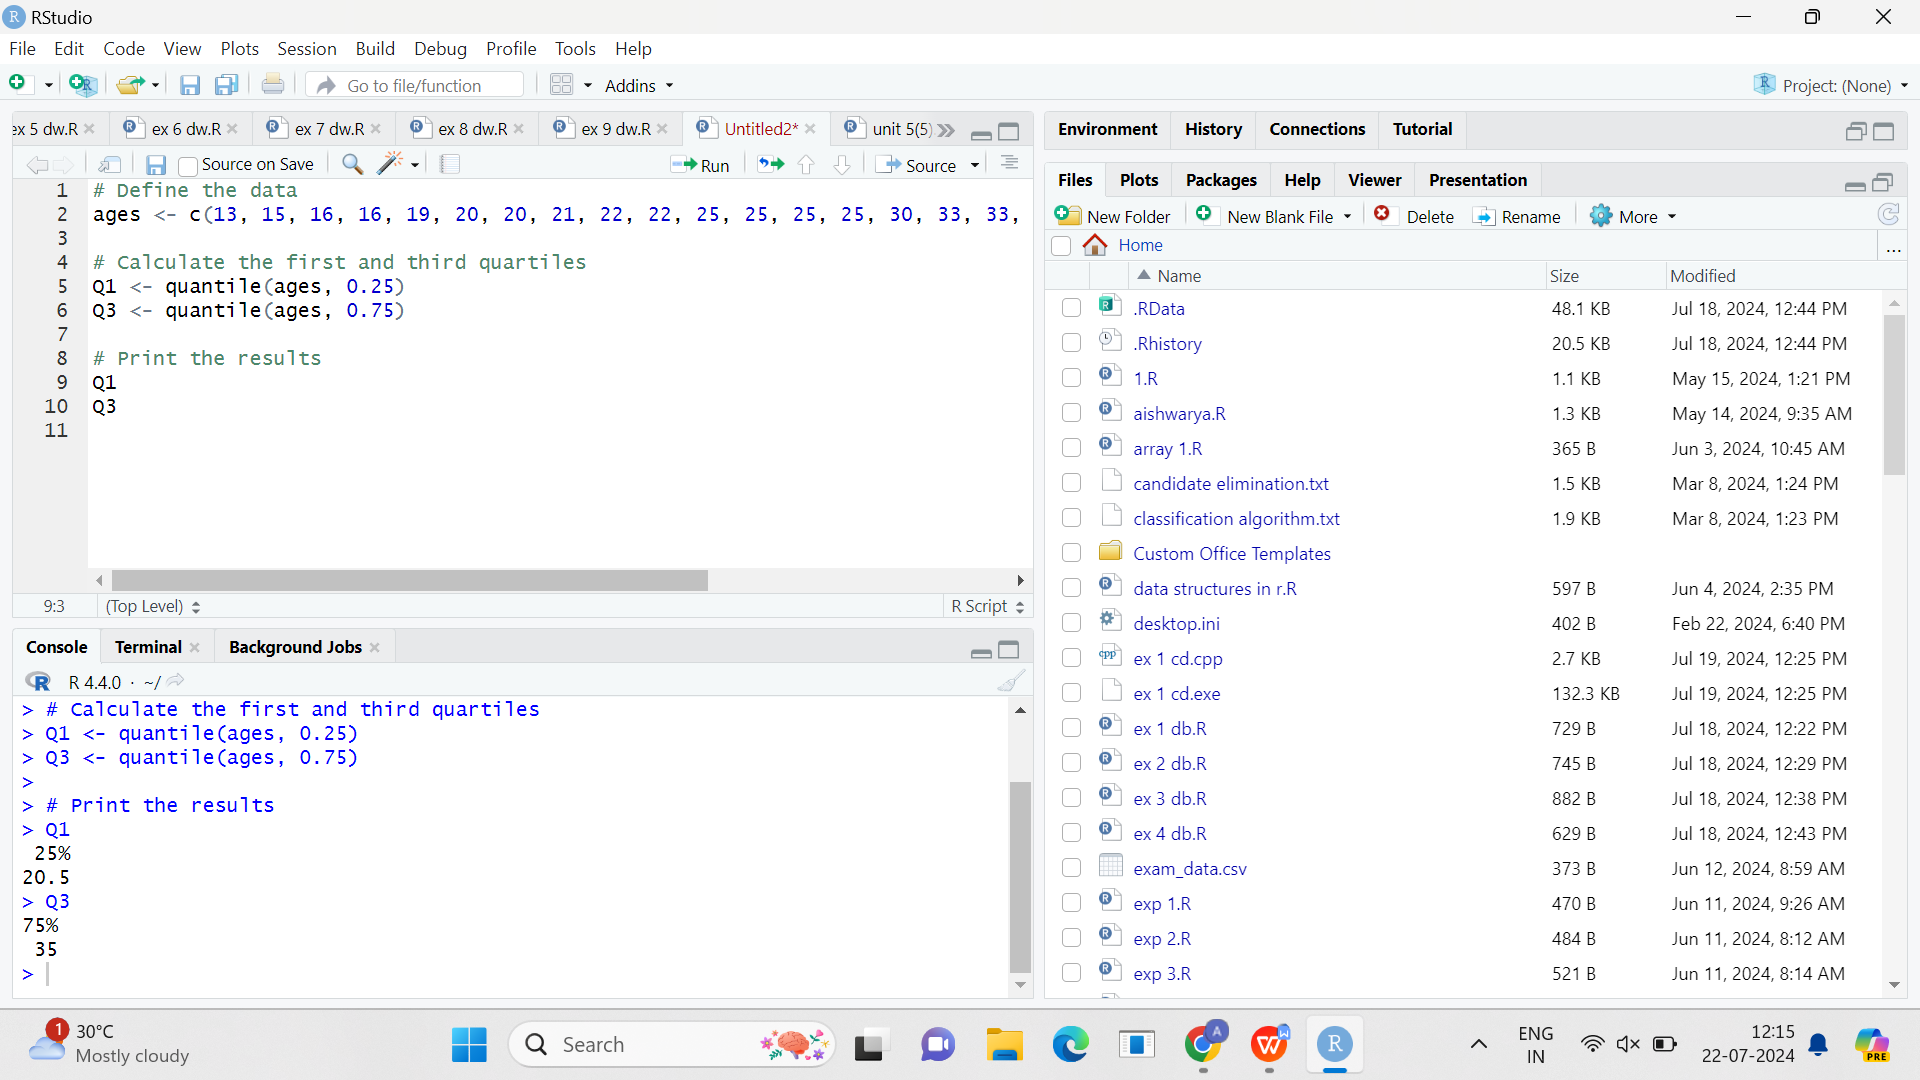 RStudio
File Edit Code View Plots Session Build Debug Profile Tools Help
Go to file/function Addins Project: (None)
ex 5 dw.R ex 6 dw.R ex 7 dw.R ex 8 dw.R ex 9 dw.R Untitled2* unit 5(5)
Source on Save Run Source
1 # Define the data
2 ages <- c(13, 15, 16, 16, 19, 20, 20, 21, 22, 22, 25, 25, 25, 25, 30, 33, 33,
3
4 # Calculate the first and third quartiles
5 Q1 <- quantile(ages, 0.25)
6 Q3 <- quantile(ages, 0.75)
7
8 # Print the results
9 Q1
10 Q3
11
9:3 (Top Level) R Script
Console Terminal Background Jobs
R 4.4.0 · ~/
> # Calculate the first and third quartiles
> Q1 <- quantile(ages, 0.25)
> Q3 <- quantile(ages, 0.75)
>
> # Print the results
> Q1
25%
20.5
> Q3
75%
35
>
Environment History Connections Tutorial
Files Plots Packages Help Viewer Presentation
New Folder New Blank File Delete Rename More
Home ...
Name Size Modified
.RData 48.1 KB Jul 18, 2024, 12:44 PM
.Rhistory 20.5 KB Jul 18, 2024, 12:44 PM
1.R 1.1 KB May 15, 2024, 1:21 PM
aishwarya.R 1.3 KB May 14, 2024, 9:35 AM
array 1.R 365 B Jun 3, 2024, 10:45 AM
candidate elimination.txt 1.5 KB Mar 8, 2024, 1:24 PM
classification algorithm.txt 1.9 KB Mar 8, 2024, 1:23 PM
Custom Office Templates
data structures in r.R 597 B Jun 4, 2024, 2:35 PM
desktop.ini 402 B Feb 22, 2024, 6:40 PM
ex 1 cd.cpp 2.7 KB Jul 19, 2024, 12:25 PM
ex 1 cd.exe 132.3 KB Jul 19, 2024, 12:25 PM
ex 1 db.R 729 B Jul 18, 2024, 12:22 PM
ex 2 db.R 745 B Jul 18, 2024, 12:29 PM
ex 3 db.R 882 B Jul 18, 2024, 12:38 PM
ex 4 db.R 629 B Jul 18, 2024, 12:43 PM
exam_data.csv 373 B Jun 12, 2024, 8:59 AM
exp 1.R 470 B Jun 11, 2024, 9:26 AM
exp 2.R 484 B Jun 11, 2024, 8:12 AM
exp 3.R 521 B Jun 11, 2024, 8:14 AM
1 30°C
Mostly cloudy
Search
ENG
IN
12:15
22-07-2024
PRE